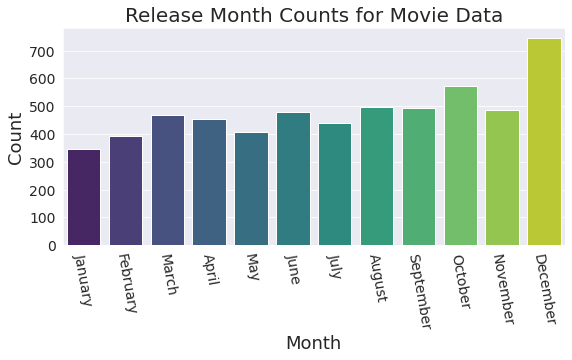 Release Month Counts for Movie Data
Count
700
600
500
400
300
200
100
0
January
February
March
April
May
June
July
August
September
October
November
December
Month